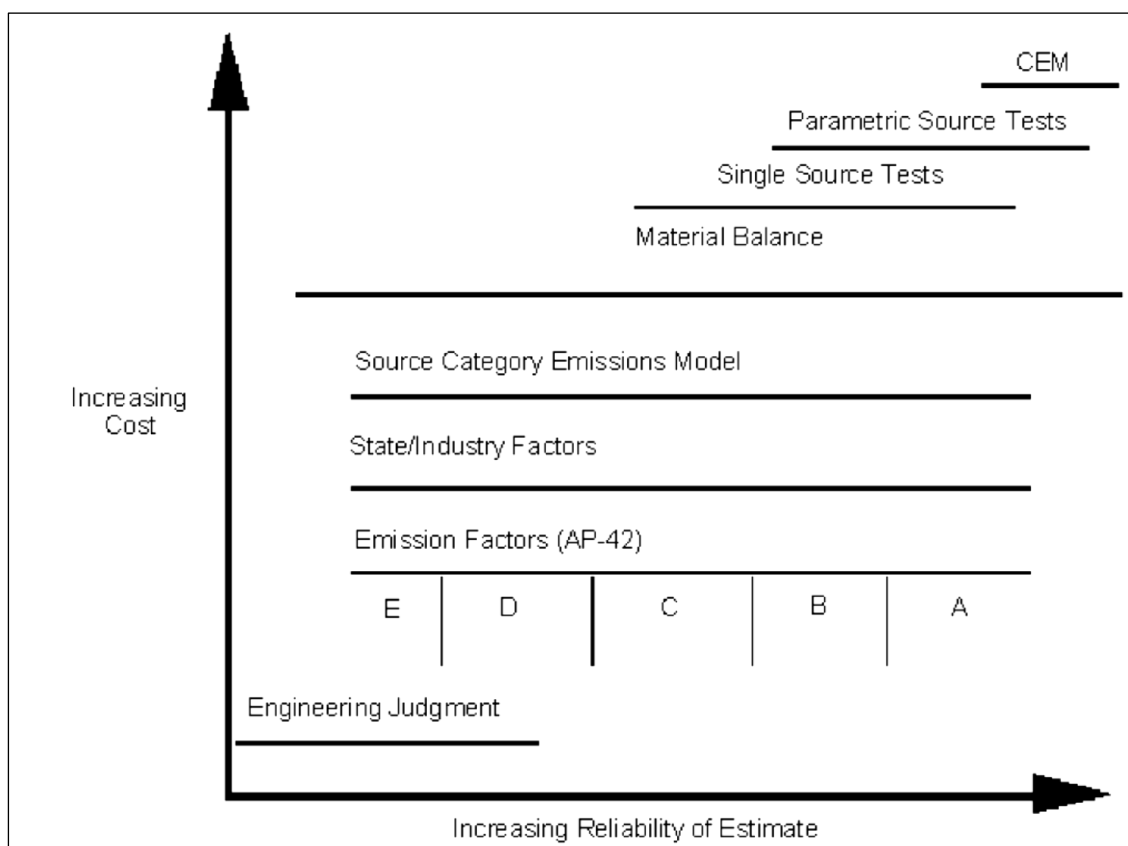 CEM
Parametric Source Tests
Single Source Tests
Material Balance
Source Category Emissions Model
Increasing
Cost
State/Industry Factors
Emission Factors (AP-42)
E D C B A
Engineering Judgment
Increasing Reliability of Estimate